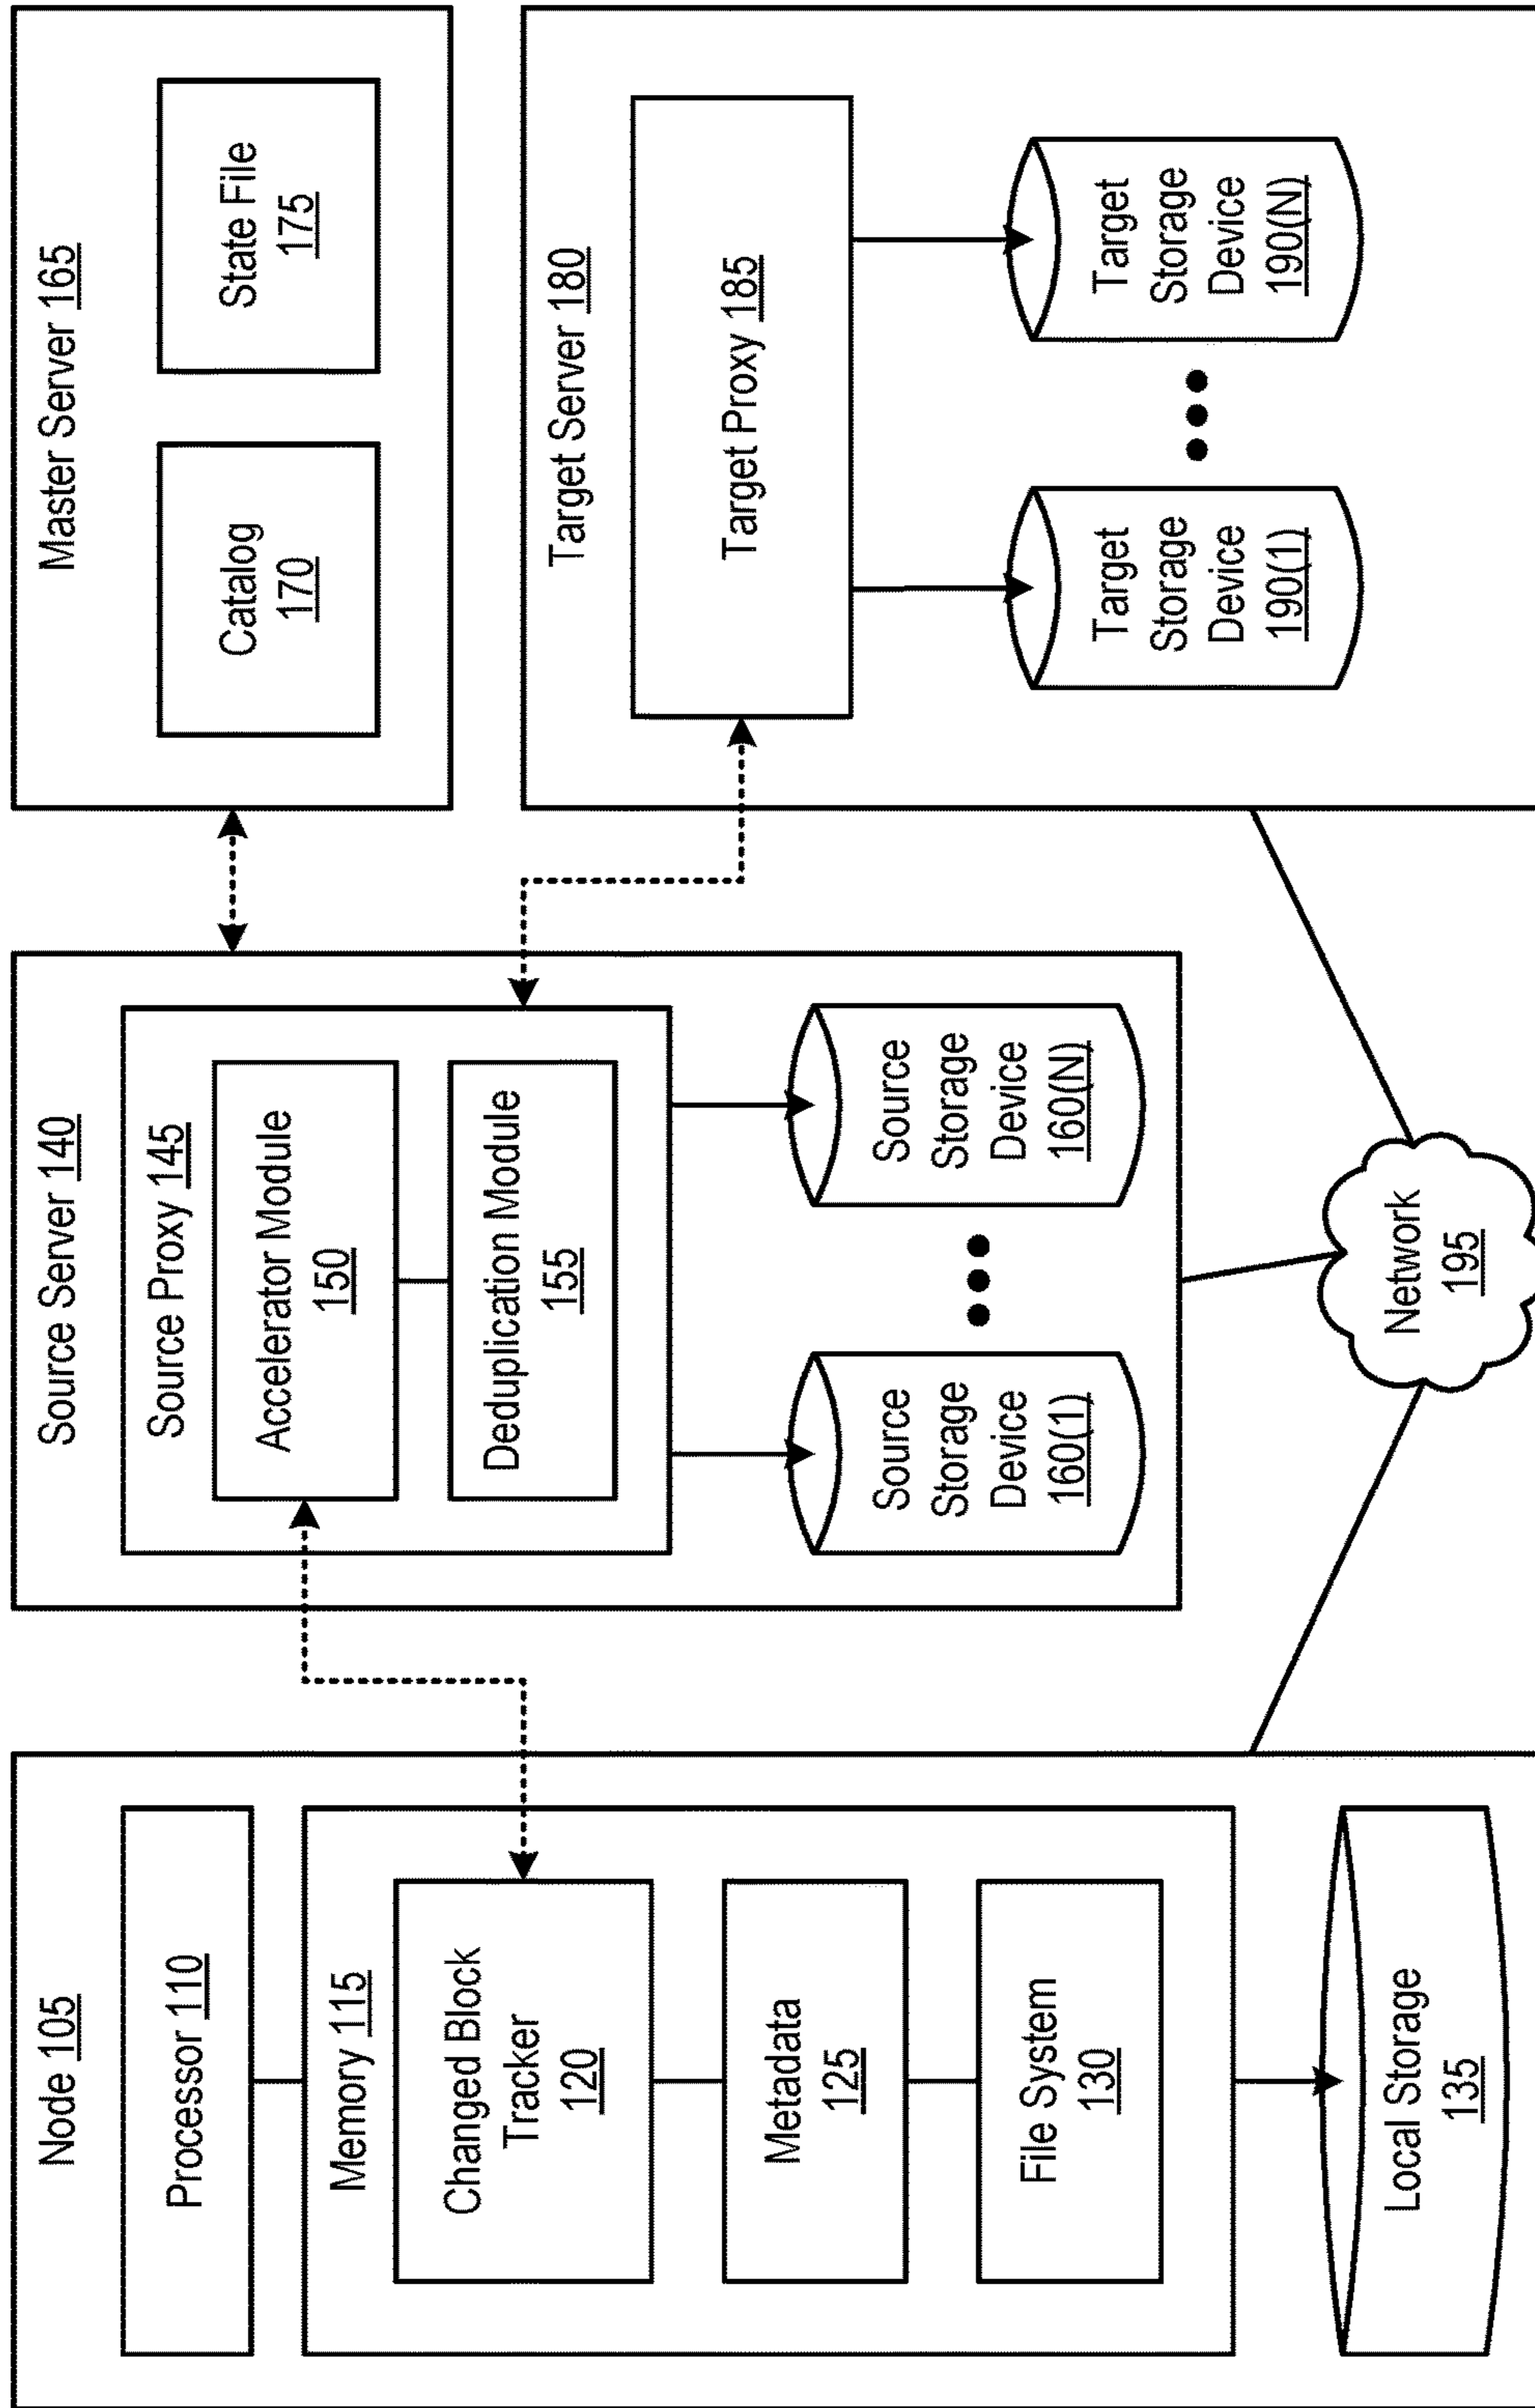 Node 105
Processor 110
Memory 115
Changed Block
Tracker
120
Metadata
125
File System
130
Local Storage
135
Source Server 140
Source Proxy 145
Accelerator Module
150
Deduplication Module
155
Source
Storage
Device
160(1)
Source
Storage
Device
160(N)
Master Server 165
Catalog
170
State File
175
Target Server 180
Target Proxy 185
Target
Storage
Device
190(1)
Target
Storage
Device
190(N)
Network
195